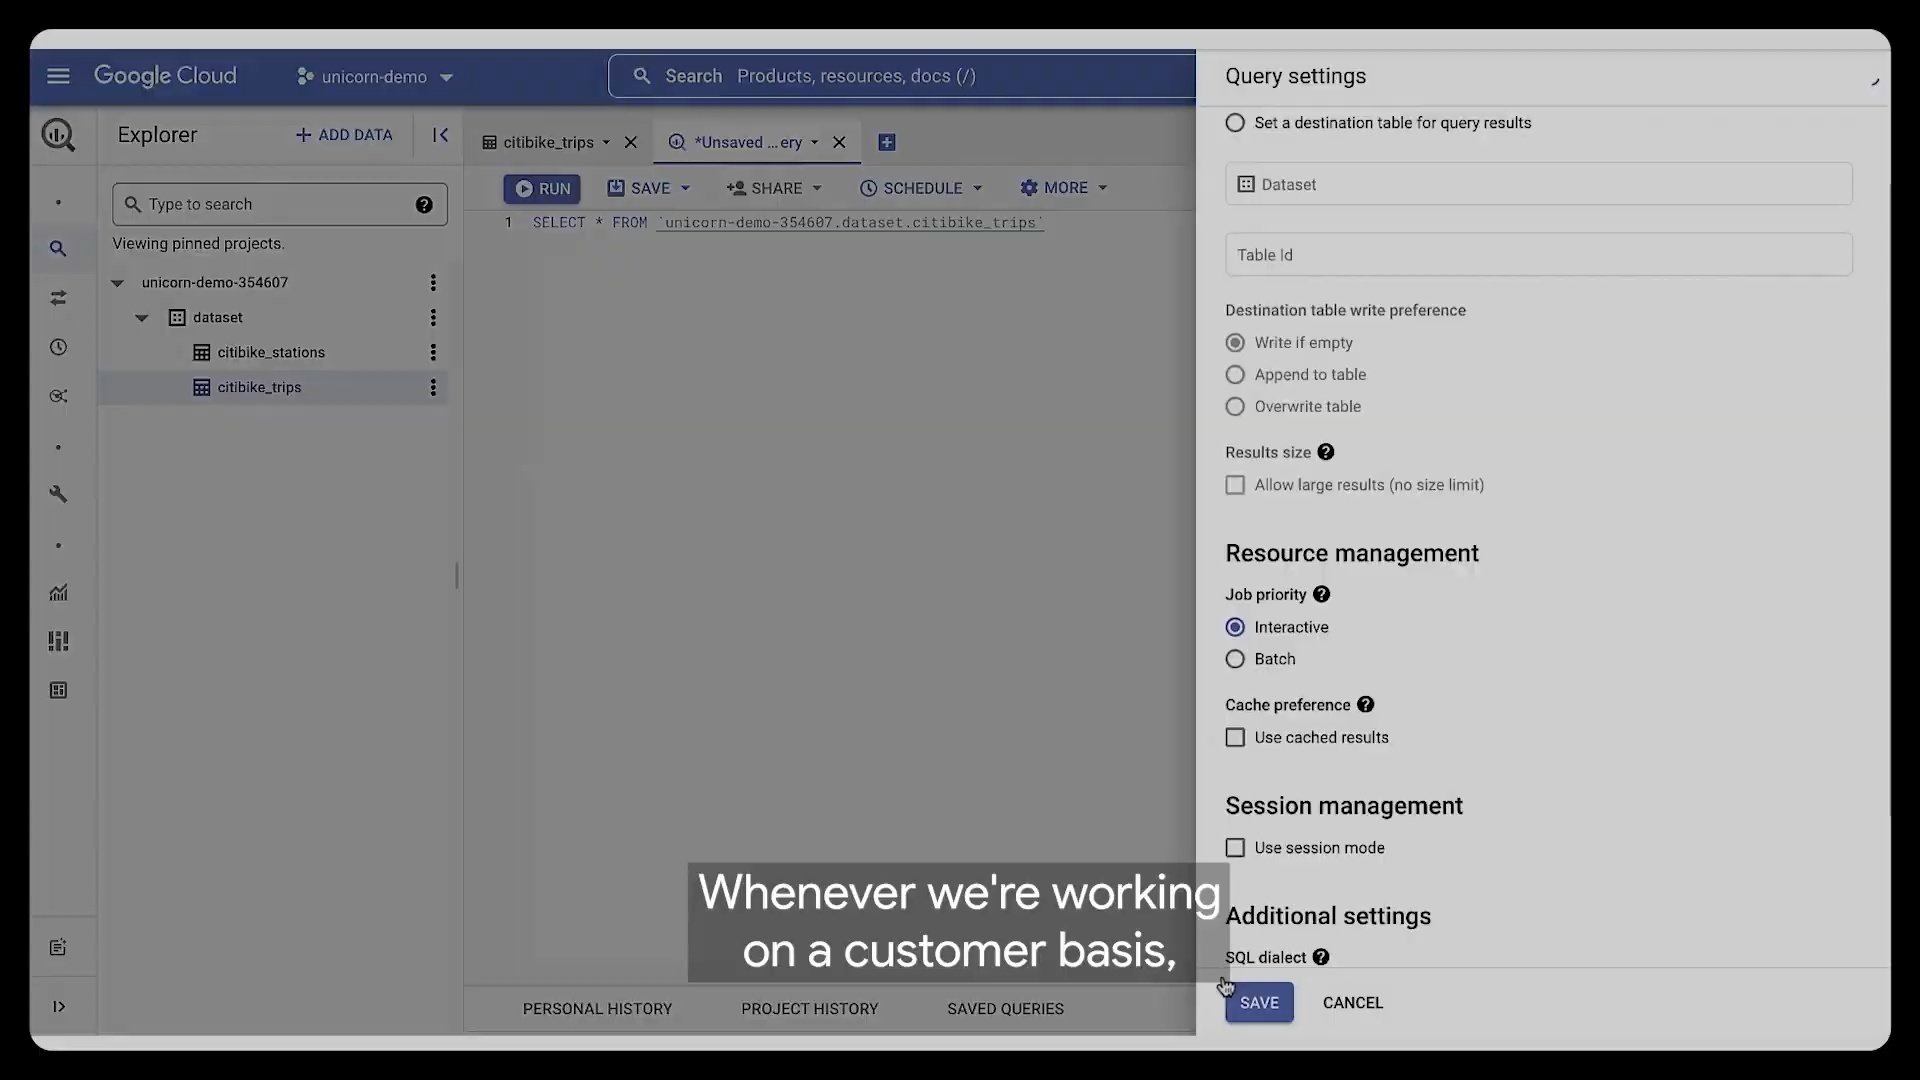 Google Cloud
unicorn-demo
Search Products, resources, docs (/)
Query settings
Explorer
+ ADD DATA
citibike_trips
*Unsaved ...ery
Set a destination table for query results
RUN
SAVE
SHARE
SCHEDULE
MORE
Dataset
Type to search
1 SELECT * FROM `unicorn-demo-354607.dataset.citibike_trips`
Viewing pinned projects.
Table Id
unicorn-demo-354607
dataset
citibike_stations
citibike_trips
Destination table write preference
Write if empty
Append to table
Overwrite table
Results size
Allow large results (no size limit)
Resource management
Job priority
Interactive
Batch
Cache preference
Use cached results
Session management
Use session mode
Additional settings
SQL dialect
Whenever we're working
on a customer basis,
PERSONAL HISTORY
PROJECT HISTORY
SAVED QUERIES
SAVE
CANCEL